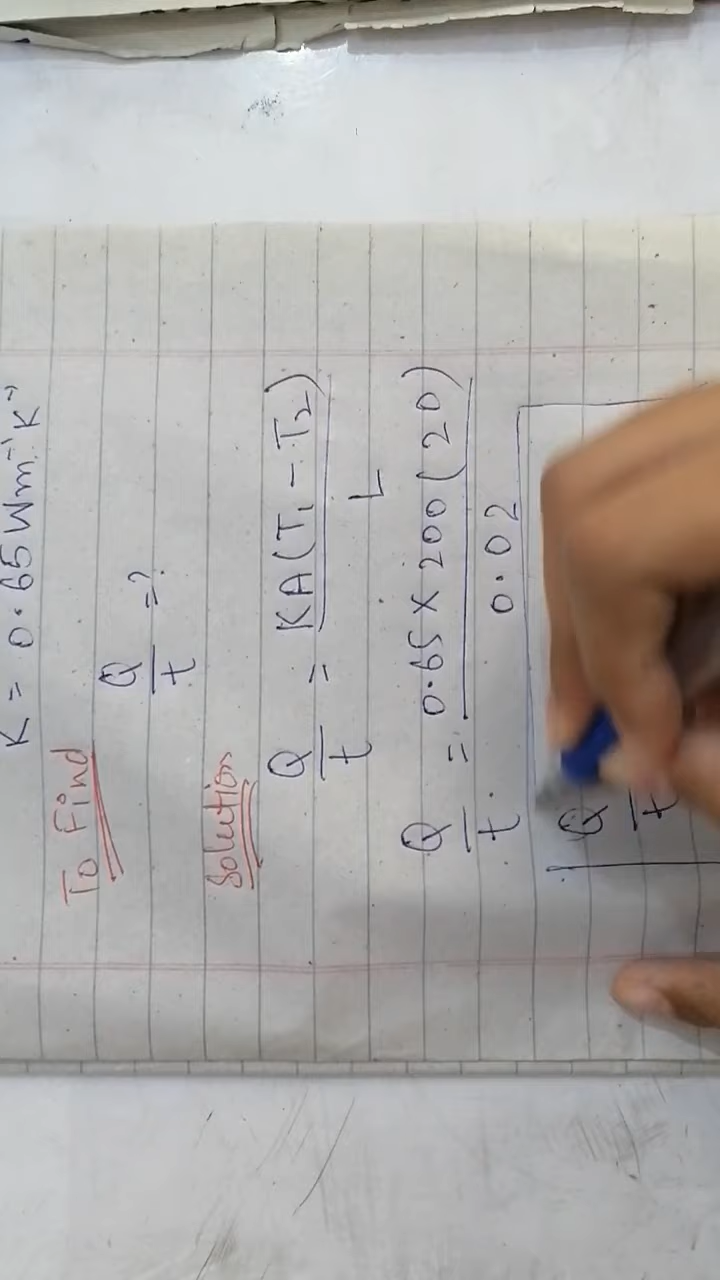 K = 0.65 Wm⁻¹K⁻¹
To Find
Q/t = ?
Solution
Q/t = KA(T₁ - T₂)/L
Q/t = 0.65 X 200 (20)/0.02
Q/t